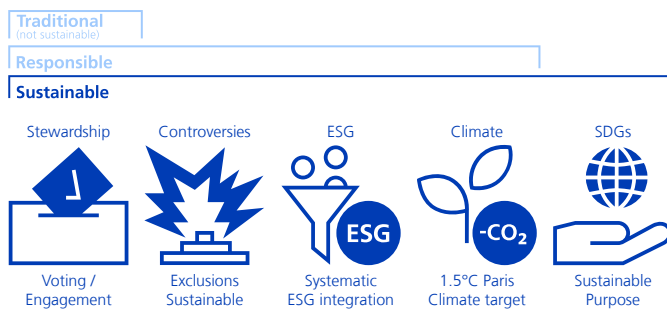 Traditional
(not sustainable)
Responsible
Sustainable
Stewardship
Controversies
ESG
Climate
SDGs
ESG
-CO₂
Voting /
Engagement
Exclusions
Sustainable
Systematic
ESG integration
1.5°C Paris
Climate target
Sustainable
Purpose